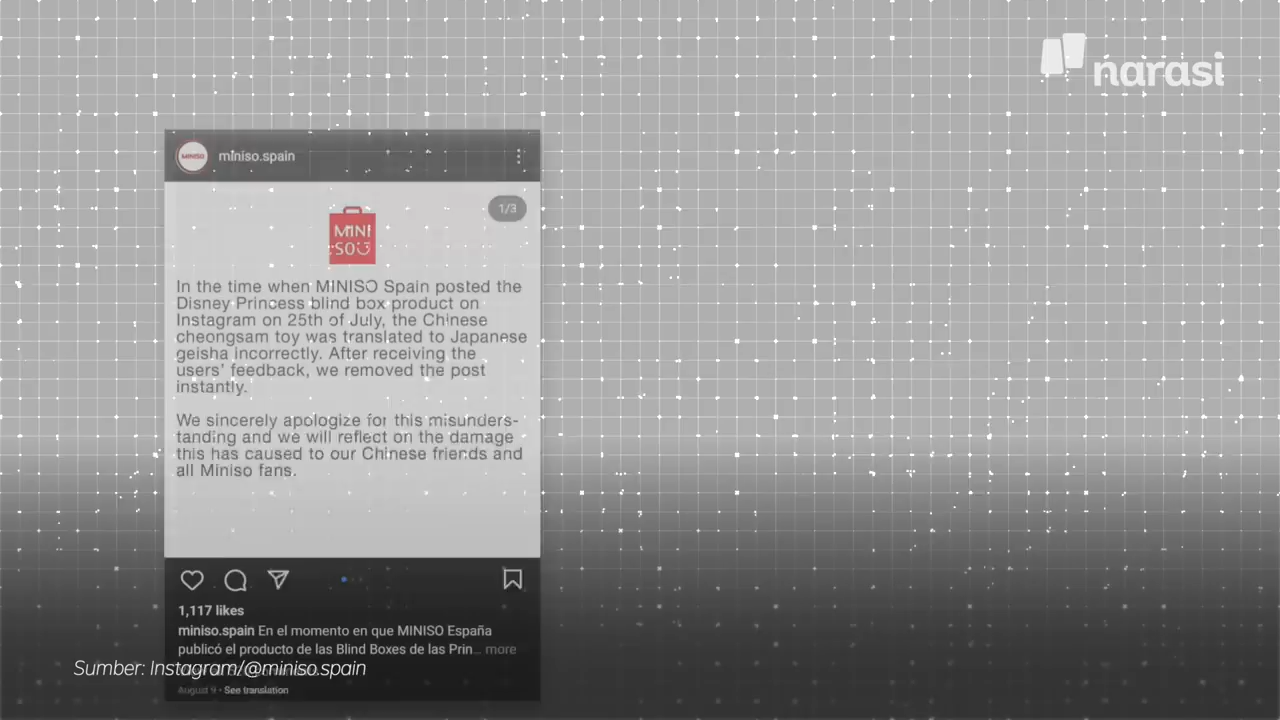 narasi
MINISO
miniso.spain
1/3
MINI
SO
In the time when MINISO Spain posted the
Disney Princess blind box product on
Instagram on 25th of July, the Chinese
cheongsam toy was translated to Japanese
geisha incorrectly. After receiving the
users' feedback, we removed the post
instantly.
We sincerely apologize for this misunders-
tanding and we will reflect on the damage
this has caused to our Chinese friends and
all Miniso fans.
1,117 likes
miniso.spain En el momento en que MINISO España
publicó el producto de las Blind Boxes de las Prin... more
Sumber: Instagram/@miniso.spain
August 9 • See translation